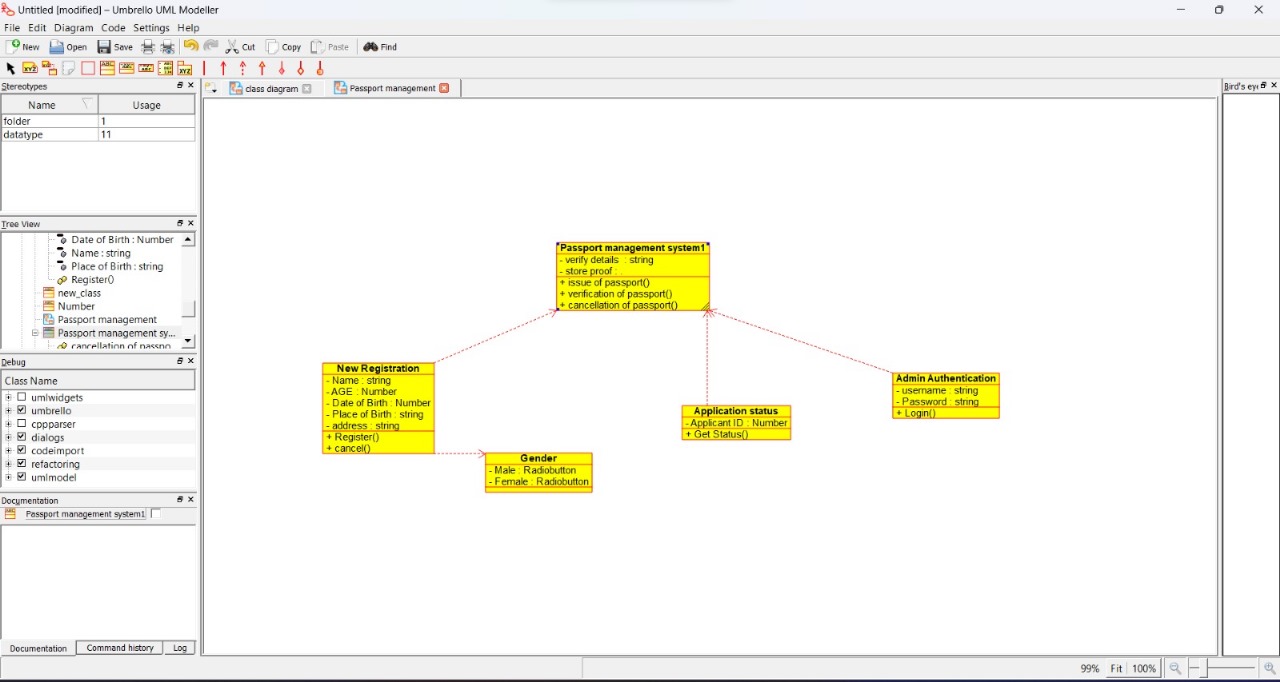 Untitled [modified] – Umbrello UML Modeller
File Edit Diagram Code Settings Help
New Open Save Cut Copy Paste Find
Stereotypes
Name Usage
folder 1
datatype 11
Tree View
Date of Birth : Number
Name : string
Place of Birth : string
Register()
new_class
Number
Passport management
Passport management sy...
cancellation of passpo...
Debug
Class Name
umlwidgets
umbrello
cppparser
dialogs
codeimport
refactoring
umlmodel
Documentation
Passport management system1
Documentation Command history Log
class diagram Passport management
Passport management system1
- verify details : string
- store proof : .
+ issue of passport()
+ verification of passport()
+ cancellation of passport()
New Registration
- Name : string
- AGE : Number
- Date of Birth : Number
- Place of Birth : string
- address : string
+ Register()
+ cancel()
Gender
- Male : Radiobutton
- Female : Radiobutton
Application status
- Applicant ID : Number
+ Get Status()
Admin Authentication
- username : string
- Password : string
+ Login()
Bird's eye
99% Fit 100%